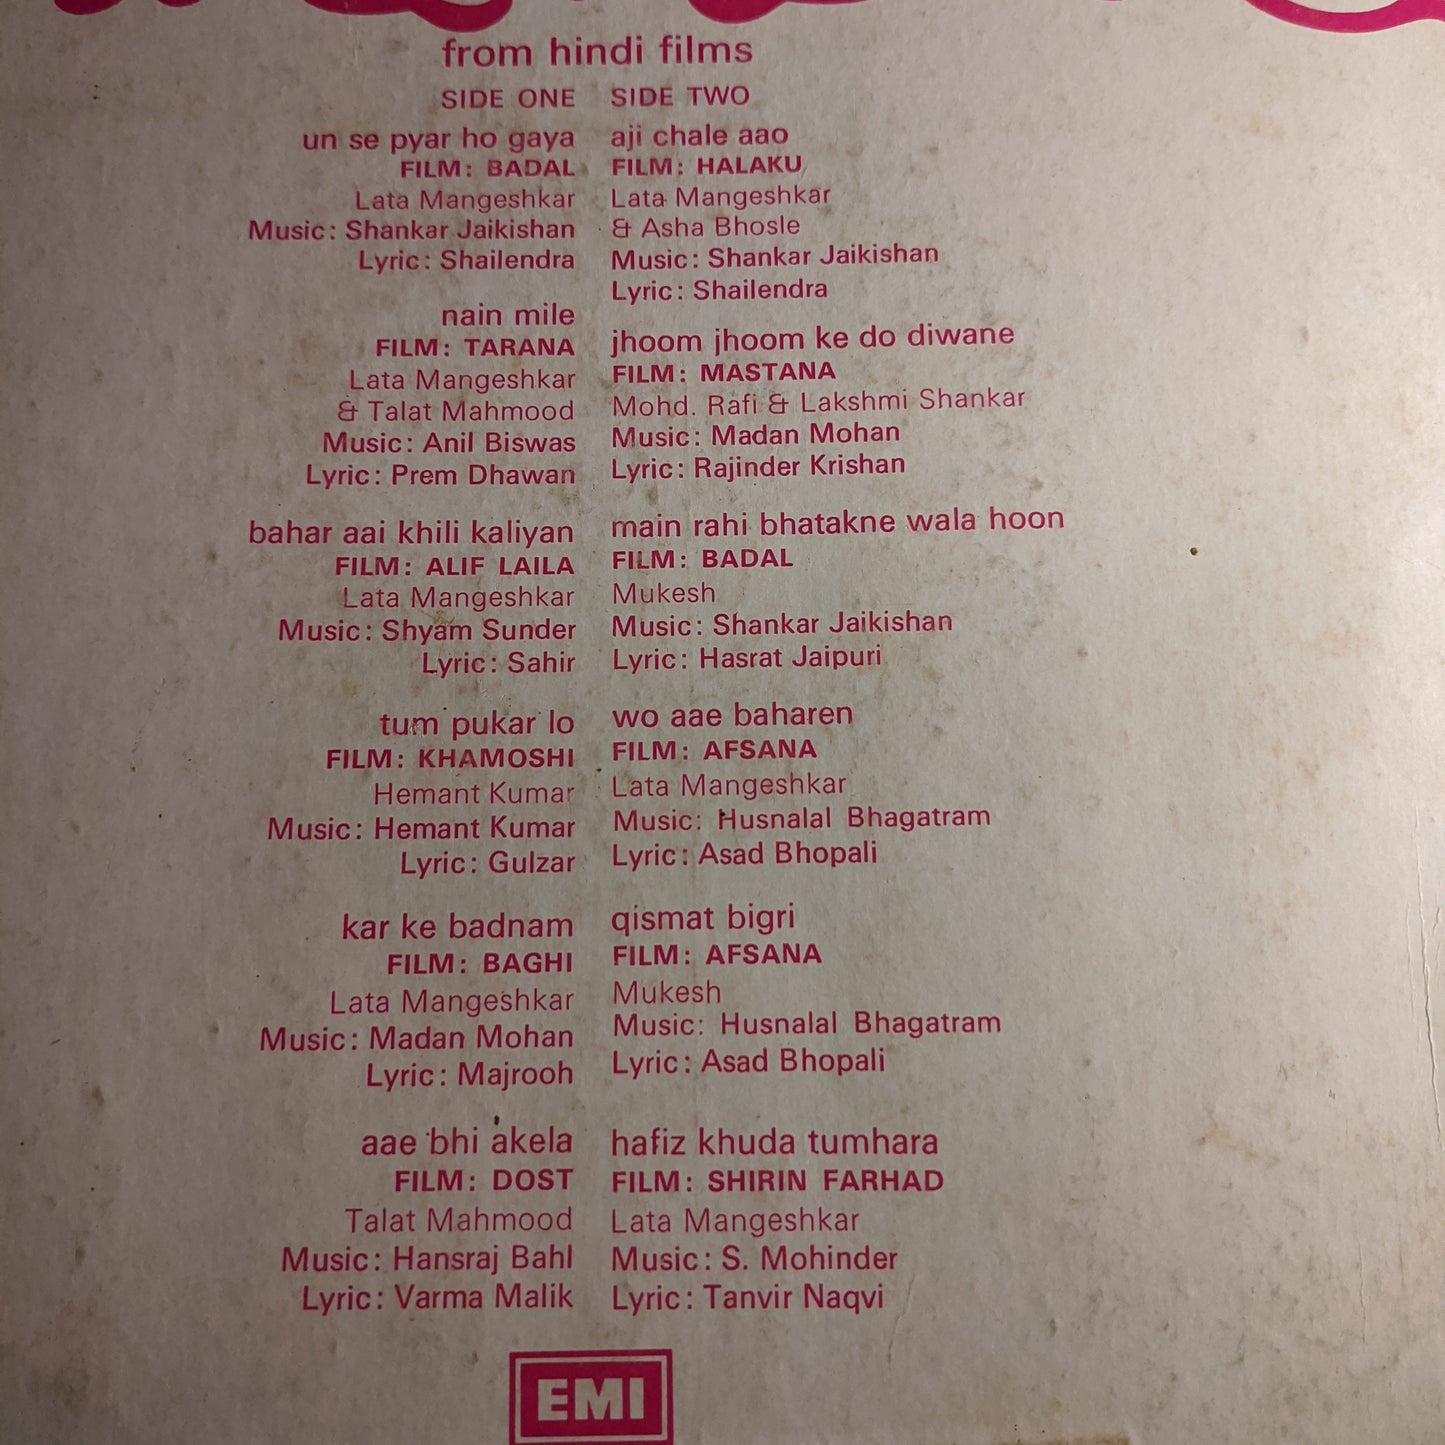 from hindi films
SIDE ONE
un se pyar ho gaya
FILM: BADAL
Lata Mangeshkar
Music: Shankar Jaikishan
Lyric: Shailendra
nain mile
FILM: TARANA
Lata Mangeshkar
& Talat Mahmood
Music: Anil Biswas
Lyric: Prem Dhawan
bahar aai khili kaliyan
FILM: ALIF LAILA
Lata Mangeshkar
Music: Shyam Sunder
Lyric: Sahir
tum pukar lo
FILM: KHAMOSHI
Hemant Kumar
Music: Hemant Kumar
Lyric: Gulzar
kar ke badnam
FILM: BAGHI
Lata Mangeshkar
Music: Madan Mohan
Lyric: Majrooh
aae bhi akela
FILM: DOST
Talat Mahmood
Music: Hansraj Bahl
Lyric: Varma Malik
SIDE TWO
aji chale aao
FILM: HALAKU
Lata Mangeshkar
& Asha Bhosle
Music: Shankar Jaikishan
Lyric: Shailendra
jhoom jhoom ke do diwane
FILM: MASTANA
Mohd. Rafi & Lakshmi Shankar
Music: Madan Mohan
Lyric: Rajinder Krishan
main rahi bhatakne wala hoon
FILM: BADAL
Mukesh
Music: Shankar Jaikishan
Lyric: Hasrat Jaipuri
wo aae baharen
FILM: AFSANA
Lata Mangeshkar
Music: Husnalal Bhagatram
Lyric: Asad Bhopali
qismat bigri
FILM: AFSANA
Mukesh
Music: Husnalal Bhagatram
Lyric: Asad Bhopali
hafiz khuda tumhara
FILM: SHIRIN FARHAD
Lata Mangeshkar
Music: S. Mohinder
Lyric: Tanvir Naqvi
EMI